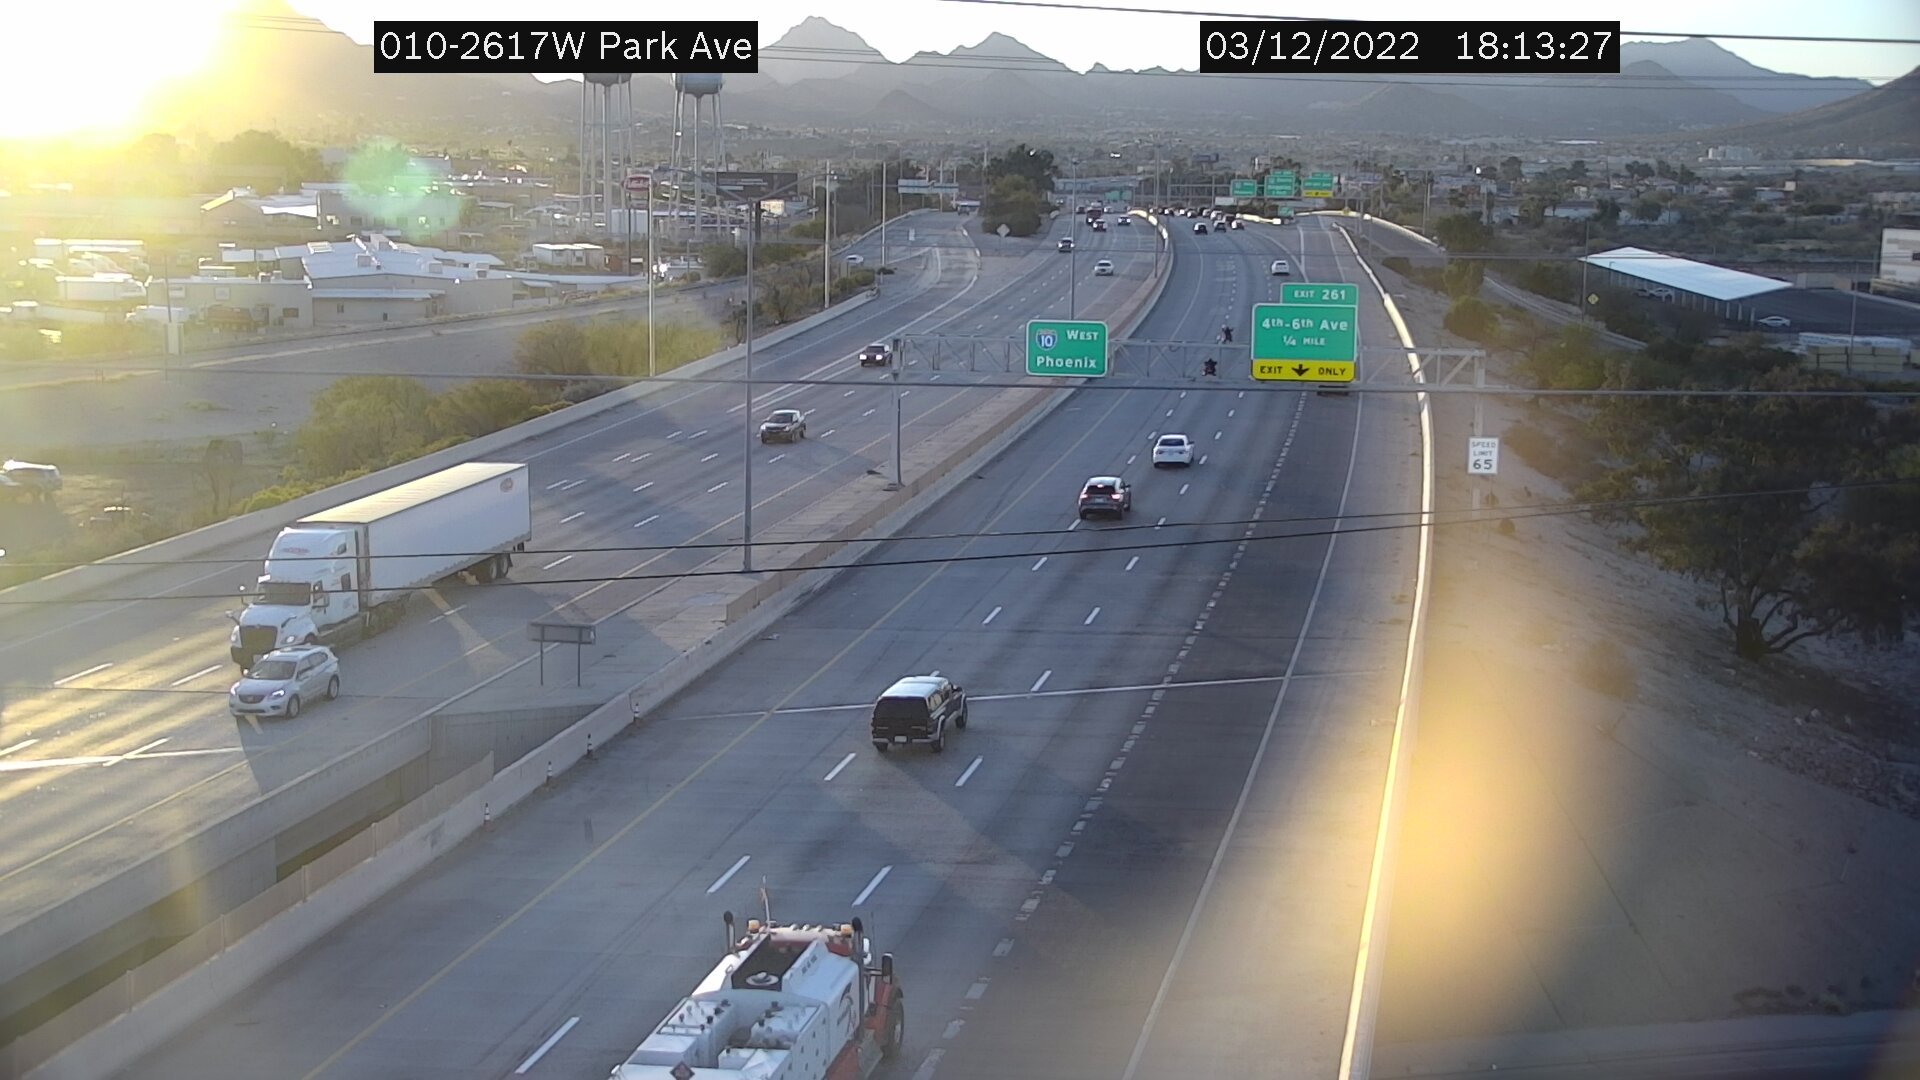 010-2617W Park Ave
03/12/2022 18:13:27
EXIT 261
4th-6th Ave
1/4 MILE
EXIT ONLY
10 WEST
Phoenix
SPEED
LIMIT
65